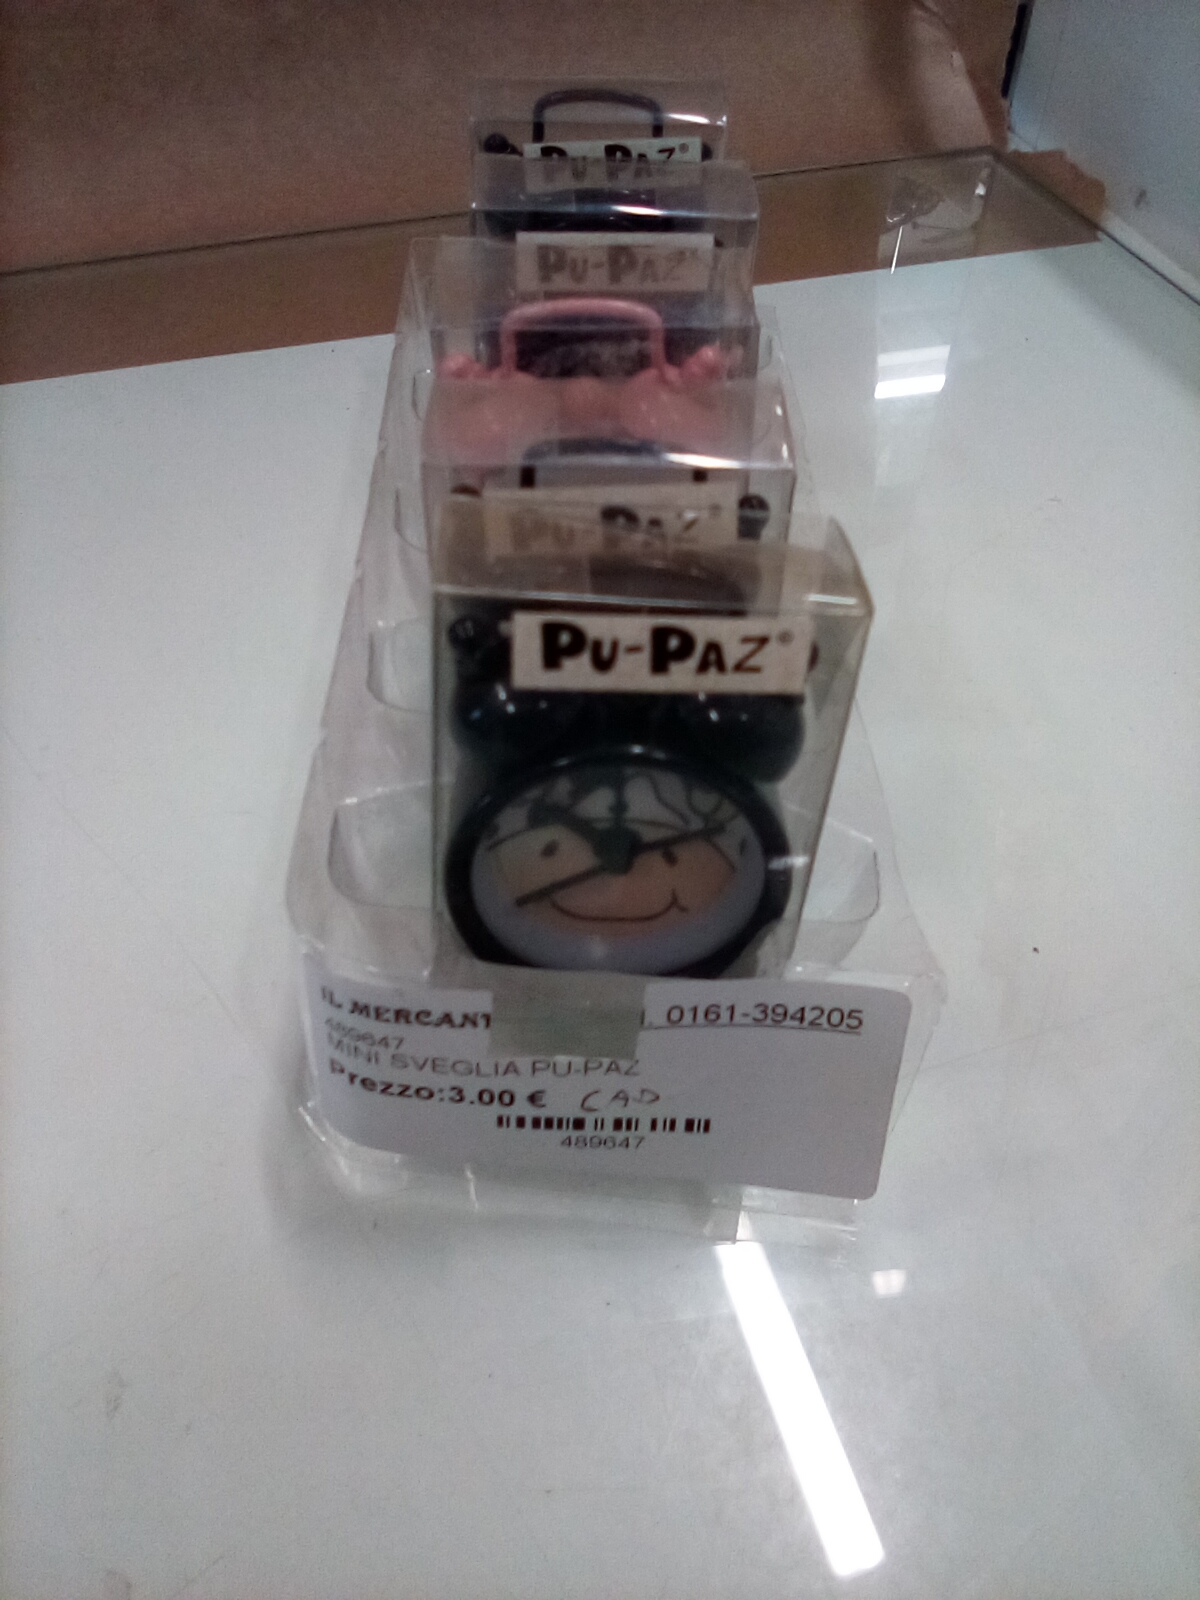 PU-PAZ®
PU-PAZ®
PU-PAZ®
PU-PAZ®
IL MERCANT 0161-394205
489647
MINI SVEGLIA PU-PAZ
Prezzo:3.00 € CAD
489647